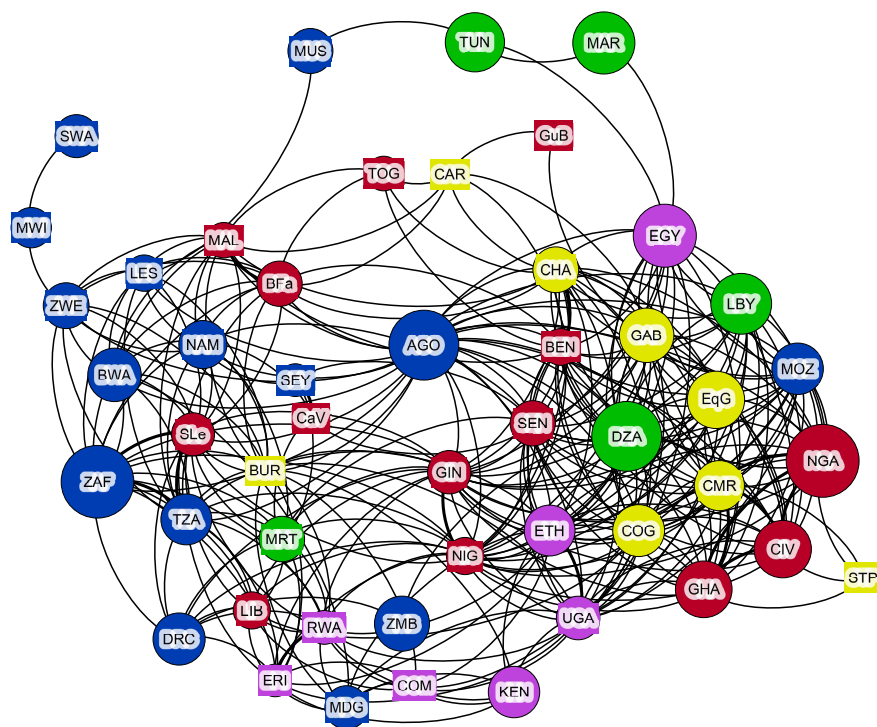 TUN
MAR
MUS
SWA
GuB
TOG
CAR
MWI
EGY
MAL
CHA
LES
BFa
ZWE
LBY
GAB
NAM
AGO
BEN
MOZ
BWA
SEY
EqG
CaV
SEN
SLe
DZA
NGA
BUR
GIN
ZAF
CMR
TZA
ETH
COG
MRT
CIV
NIG
STP
GHA
LIB
UGA
RWA
ZMB
DRC
ERI
COM
KEN
MDG